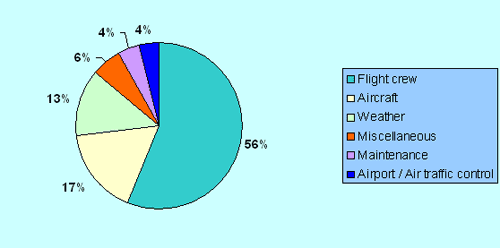 4%
4%
6%
13%
56%
17%
Flight crew
Aircraft
Weather
Miscellaneous
Maintenance
Airport / Air traffic control